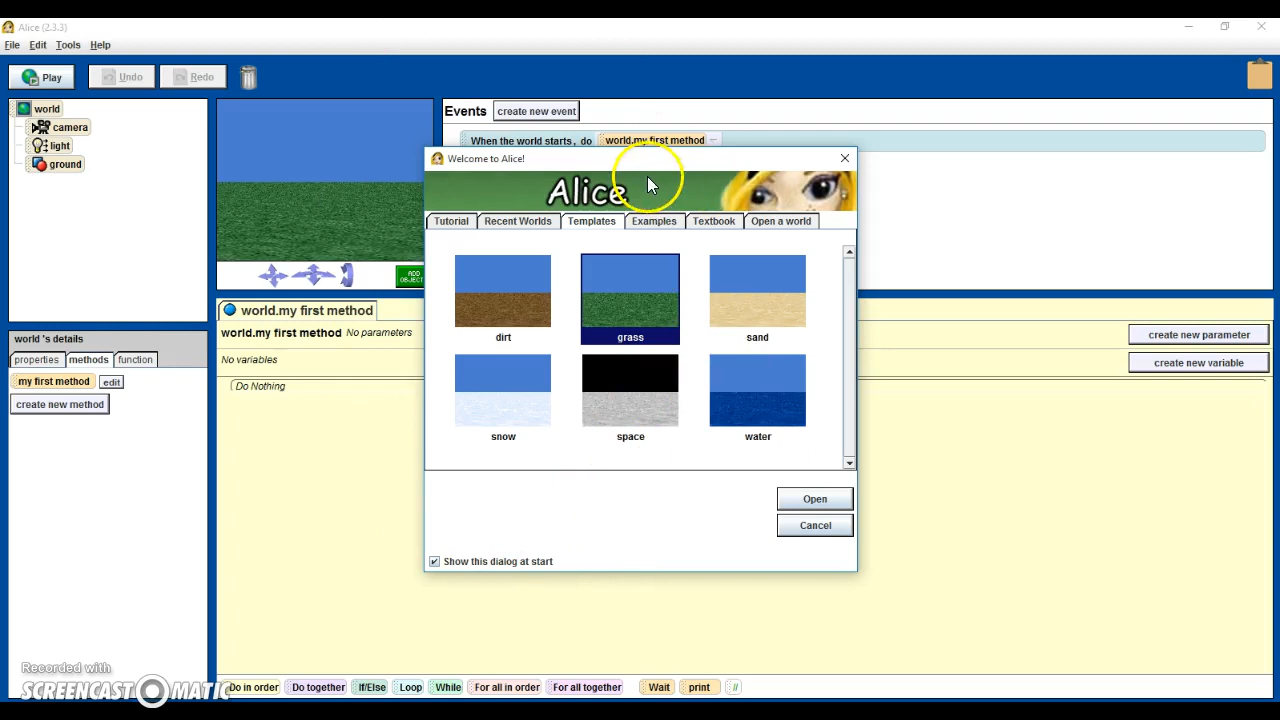 Alice (2.3.3)
File Edit Tools Help
Play Undo Redo
world
camera
light
ground
Events create new event
When the world starts, do world.my first method
Welcome to Alice!
Alice
Tutorial Recent Worlds Templates Examples Textbook Open a world
dirt grass sand
snow space water
Open
Cancel
Show this dialog at start
ADD
world.my first method
world.my first method No parameters
create new parameter
No variables
create new variable
Do Nothing
world 's details
properties methods function
my first method edit
create new method
Do in order Do together If/Else Loop While For all in order For all together Wait print //
Recorded with
SCREENCAST MATIC